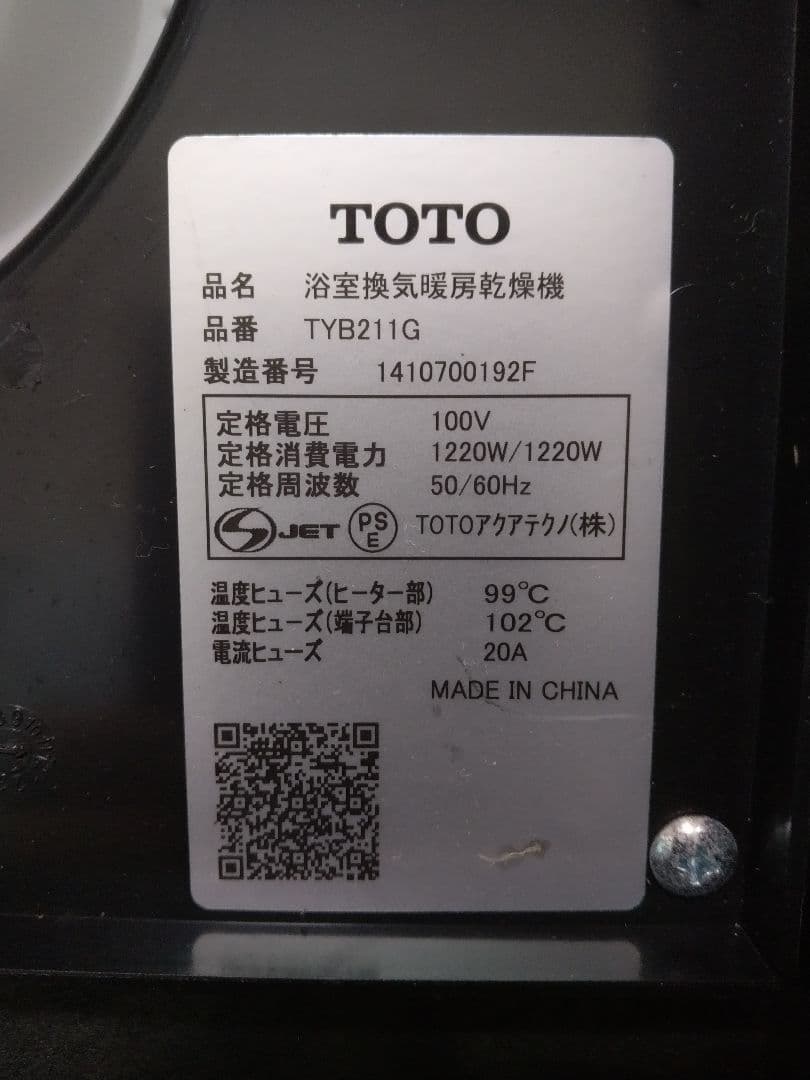 TOTO
品名 浴室換気暖房乾燥機
品番 TYB211G
製造番号 1410700192F
定格電圧 100V
定格消費電力 1220W/1220W
定格周波数 50/60Hz
JET PSE TOTOアクアテクノ(株)
温度ヒューズ(ヒーター部) 99℃
温度ヒューズ(端子台部) 102℃
電流ヒューズ 20A
MADE IN CHINA